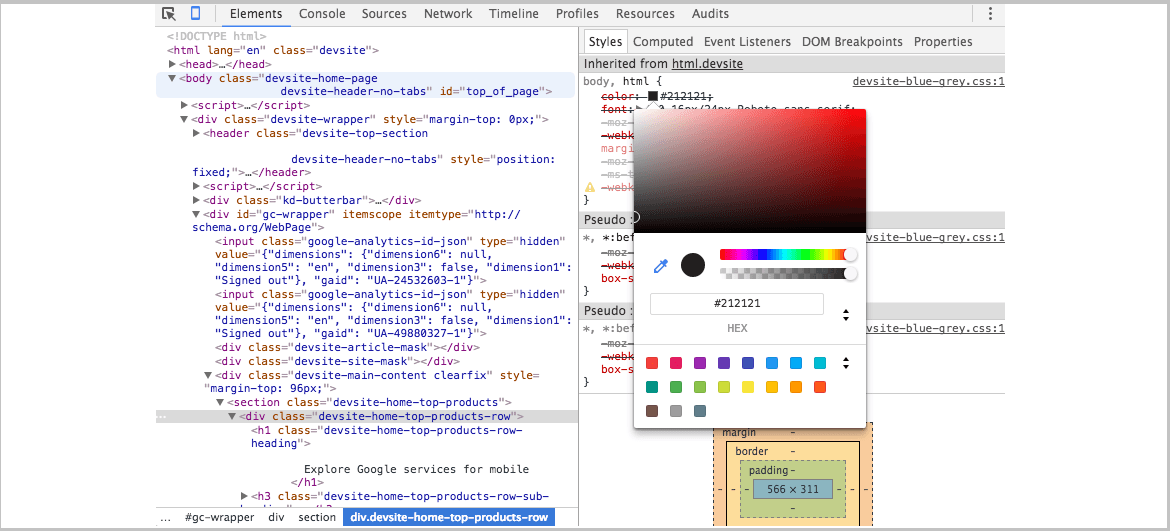 Elements Console Sources Network Timeline Profiles Resources Audits
<!DOCTYPE html>
<html lang="en" class="devsite">
<head>…</head>
<body class="devsite-home-page
devsite-header-no-tabs" id="top_of_page">
<script>…</script>
<div class="devsite-wrapper" style="margin-top: 0px;">
<header class="devsite-top-section
devsite-header-no-tabs" style="position:
fixed;">…</header>
<script>…</script>
<div class="kd-butterbar">…</div>
<div id="gc-wrapper" itemscope itemtype="http://
schema.org/WebPage">
<input class="google-analytics-id-json" type="hidden"
value="{"dimensions": {"dimension6": null,
"dimension5": "en", "dimension3": false, "dimension1":
"Signed out"}, "gaid": "UA-24532603-1"}">
<input class="google-analytics-id-json" type="hidden"
value="{"dimensions": {"dimension6": null,
"dimension5": "en", "dimension3": false, "dimension1":
"Signed out"}, "gaid": "UA-49880327-1"}">
<div class="devsite-article-mask"></div>
<div class="devsite-site-mask"></div>
<div class="devsite-main-content clearfix" style=
"margin-top: 96px;">
<section class="devsite-home-top-products">
… <div class="devsite-home-top-products-row">
<h1 class="devsite-home-top-products-row-
heading">
Explore Google services for mobile
</h1>
<h3 class="devsite-home-top-products-row-sub-
… #gc-wrapper div section div.devsite-home-top-products-row
Styles Computed Event Listeners DOM Breakpoints Properties
Inherited from html.devsite
body, html { devsite-blue-grey.css:1
color: #212121;
font: 16px/24px Roboto,sans-serif;
-moz
-webk
margin
-moz
-ms-t
-webk
}
Pseudo :
*, *:bef evsite-blue-grey.css:1
-moz
-webk
box-s
}
Pseudo :
*, *:bef evsite-blue-grey.css:1
-moz
-webk
box-s
}
#212121
HEX
margin -
border -
padding -
- - - 566 × 311 - - -
-